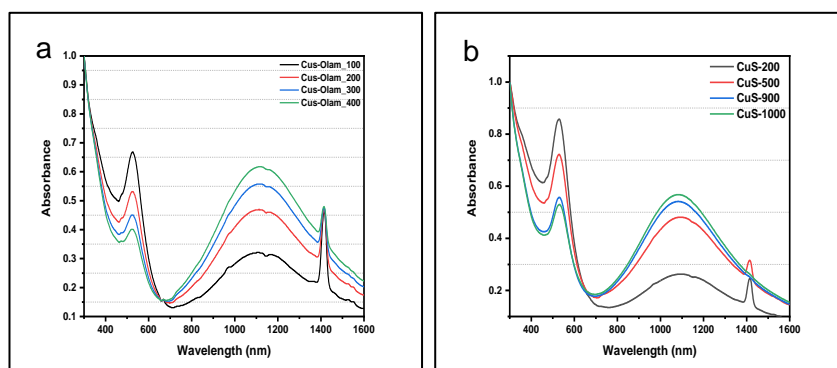 a
Cus-Olam_100
Cus-Olam_200
Cus-Olam_300
Cus-Olam_400
1.0
0.9
0.8
0.7
0.6
0.5
0.4
0.3
0.2
0.1
Absorbance
400 600 800 1000 1200 1400 1600
Wavelength (nm)
b
CuS-200
CuS-500
CuS-900
CuS-1000
1.0
0.8
0.6
0.4
0.2
Absorbance
400 600 800 1000 1200 1400 1600
Wavelength (nm)